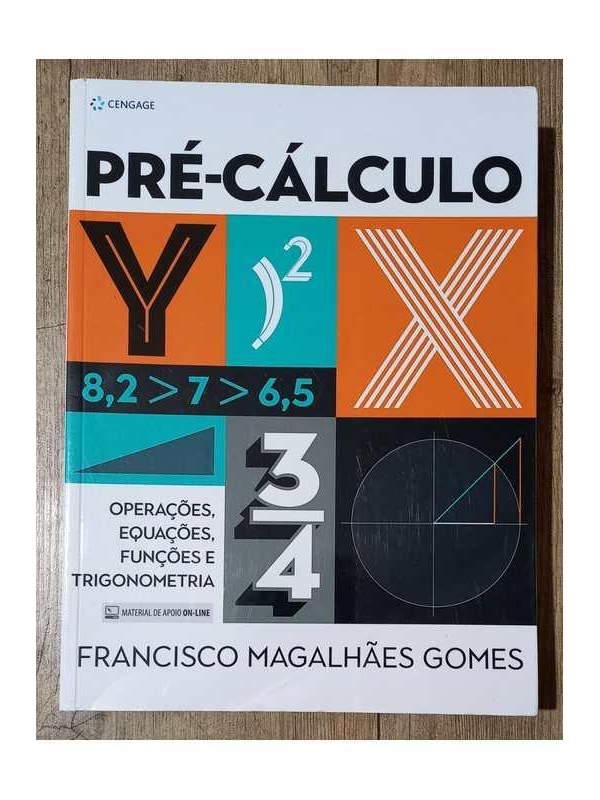 CENGAGE
PRÉ-CÁLCULO
Y
)²
X
8,2 > 7 > 6,5
3
4
OPERAÇÕES,
EQUAÇÕES,
FUNÇÕES E
TRIGONOMETRIA
MATERIAL DE APOIO ON-LINE
FRANCISCO MAGALHÃES GOMES